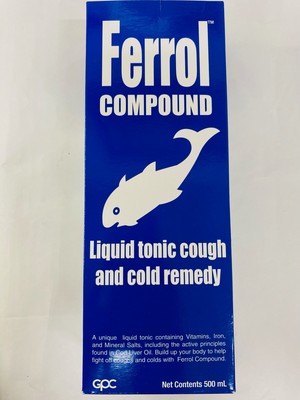 Ferrol™
COMPOUND
Liquid tonic cough
and cold remedy
A unique liquid tonic containing Vitamins, Iron,
and Mineral Salts, including the active principles
found in Cod Liver Oil. Build up your body to help
fight off coughs and colds with Ferrol Compound.
GPC
Net Contents 500 mL